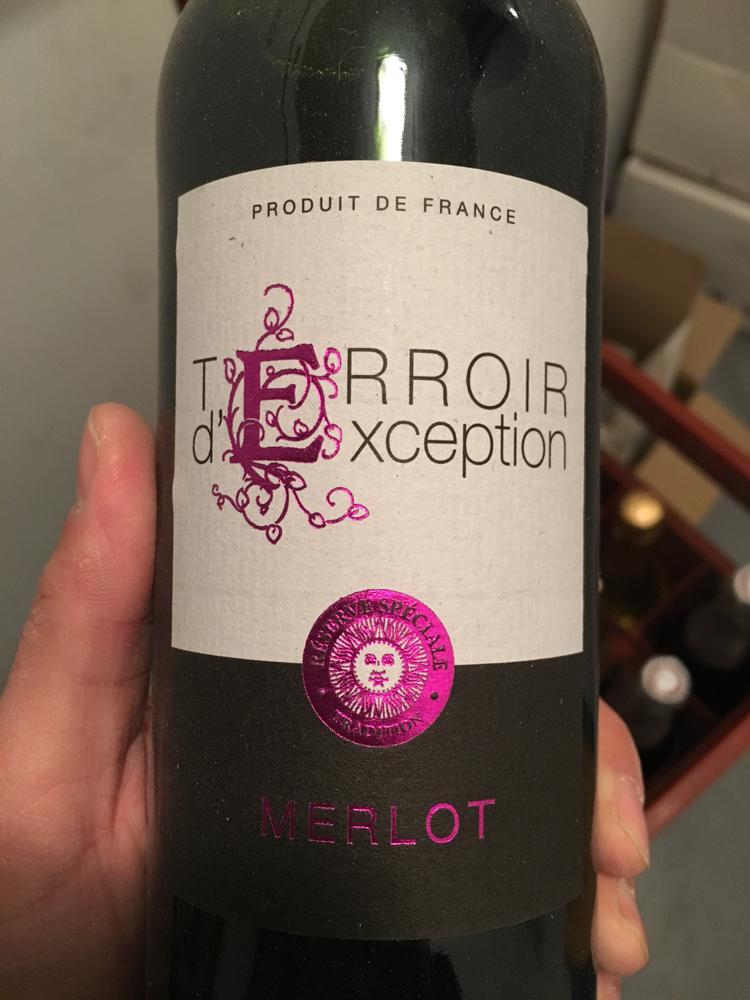 PRODUIT DE FRANCE
TERROIR
d'Exception
RÉSERVE SPÉCIALE
TRADITION
MERLOT